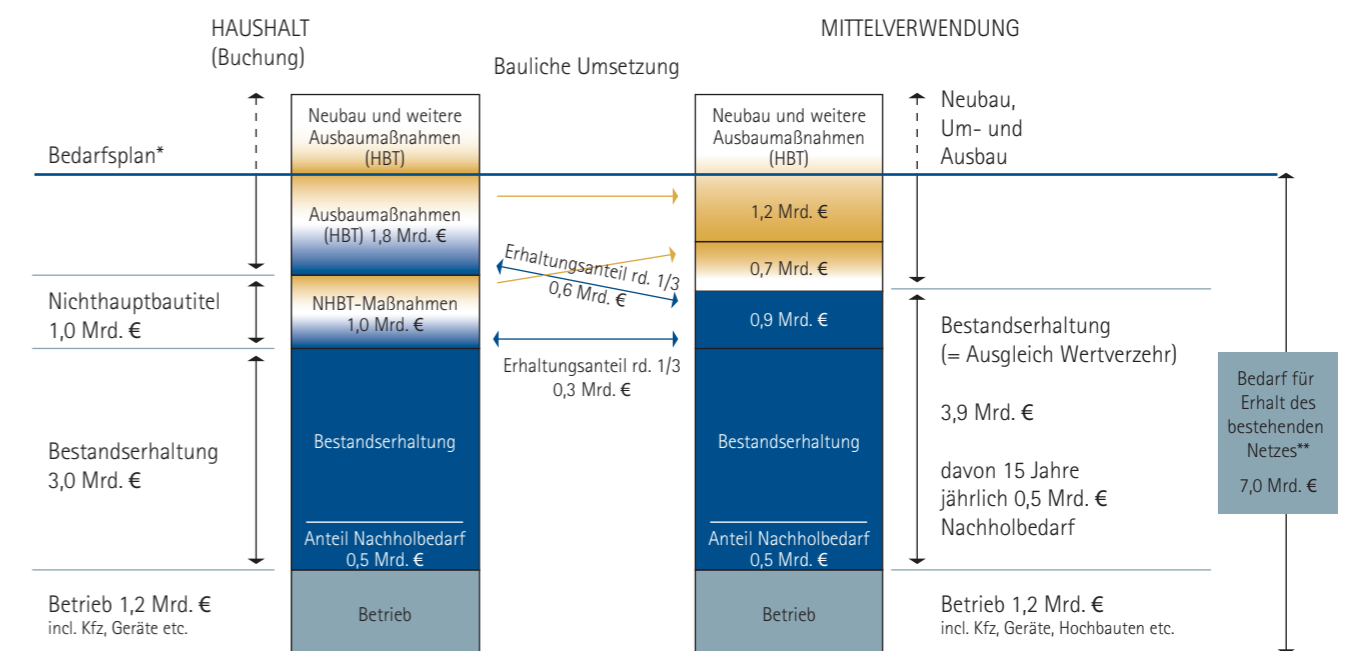 HAUSHALT
(Buchung)
Bauliche Umsetzung
MITTELVERWENDUNG
Bedarfsplan*
Nichthauptbautitel
1,0 Mrd. €
Bestandserhaltung
3,0 Mrd. €
Betrieb 1,2 Mrd. €
incl. Kfz, Geräte etc.
Neubau und weitere
Ausbaumaßnahmen
(HBT)
Ausbaumaßnahmen
(HBT) 1,8 Mrd. €
NHBT-Maßnahmen
1,0 Mrd. €
Bestandserhaltung
Anteil Nachholbedarf
0,5 Mrd. €
Betrieb
Erhaltungsanteil rd. 1/3
0,6 Mrd. €
Erhaltungsanteil rd. 1/3
0,3 Mrd. €
Neubau und weitere
Ausbaumaßnahmen
(HBT)
1,2 Mrd. €
0,7 Mrd. €
0,9 Mrd. €
Bestandserhaltung
Anteil Nachholbedarf
0,5 Mrd. €
Betrieb
Neubau,
Um- und
Ausbau
Bestandserhaltung
(= Ausgleich Wertverzehr)
3,9 Mrd. €
davon 15 Jahre
jährlich 0,5 Mrd. €
Nachholbedarf
Betrieb 1,2 Mrd. €
incl. Kfz, Geräte, Hochbauten etc.
Bedarf für
Erhalt des
bestehenden
Netzes**
7,0 Mrd. €